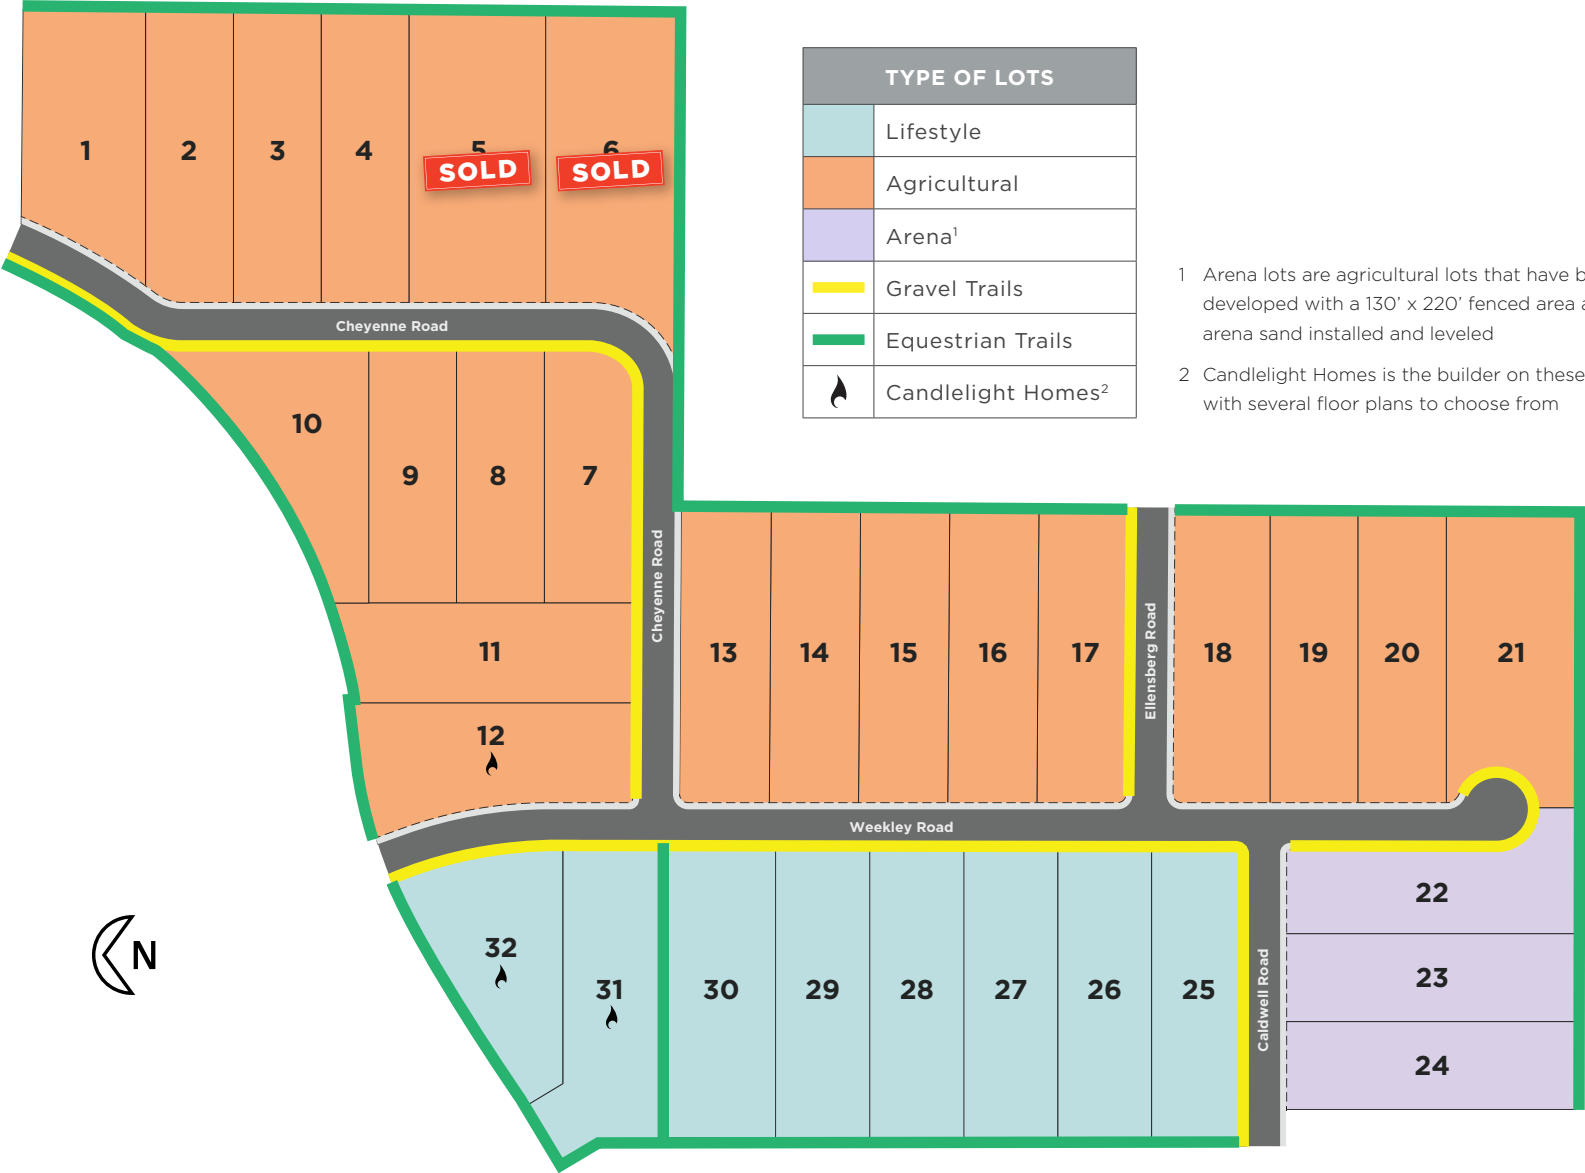 1
2
3
4
5
SOLD
6
SOLD
TYPE OF LOTS
Lifestyle
Agricultural
Arena¹
Gravel Trails
Equestrian Trails
Candlelight Homes²
1 Arena lots are agricultural lots that have b
developed with a 130' x 220' fenced area a
arena sand installed and leveled
2 Candlelight Homes is the builder on these
with several floor plans to choose from
Cheyenne Road
10
9
8
7
Cheyenne Road
11
12
13
14
15
16
17
Ellensberg Road
18
19
20
21
Weekley Road
32
31
30
29
28
27
26
25
Caldwell Road
22
23
24
N